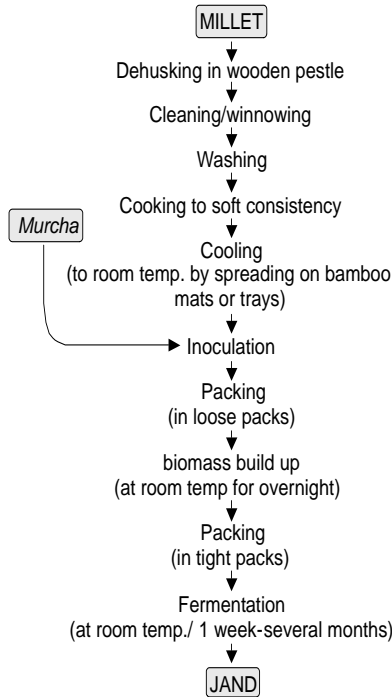 MILLET
Dehusking in wooden pestle
Cleaning/winnowing
Washing
Cooking to soft consistency
Murcha
Cooling
(to room temp. by spreading on bamboo
mats or trays)
Inoculation
Packing
(in loose packs)
biomass build up
(at room temp for overnight)
Packing
(in tight packs)
Fermentation
(at room temp./ 1 week-several months)
JAND